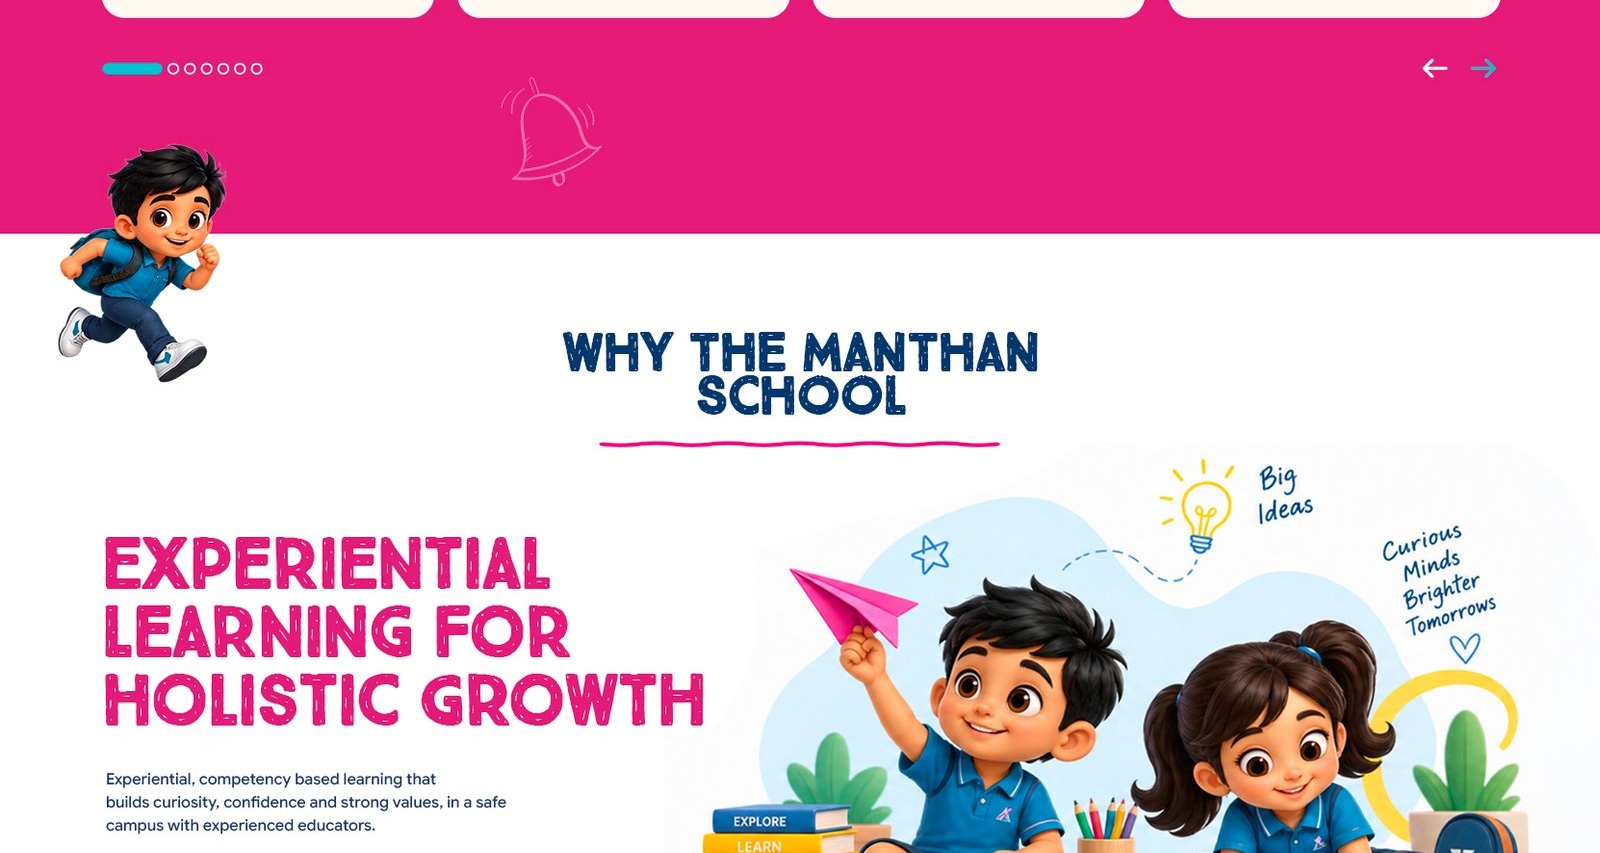 WHY THE MANTHAN
SCHOOL
Big
Ideas
Curious
Minds
Brighter
Tomorrows
EXPERIENTIAL
LEARNING FOR
HOLISTIC GROWTH
Experiential, competency based learning that
builds curiosity, confidence and strong values, in a safe
campus with experienced educators.
EXPLORE
LEARN